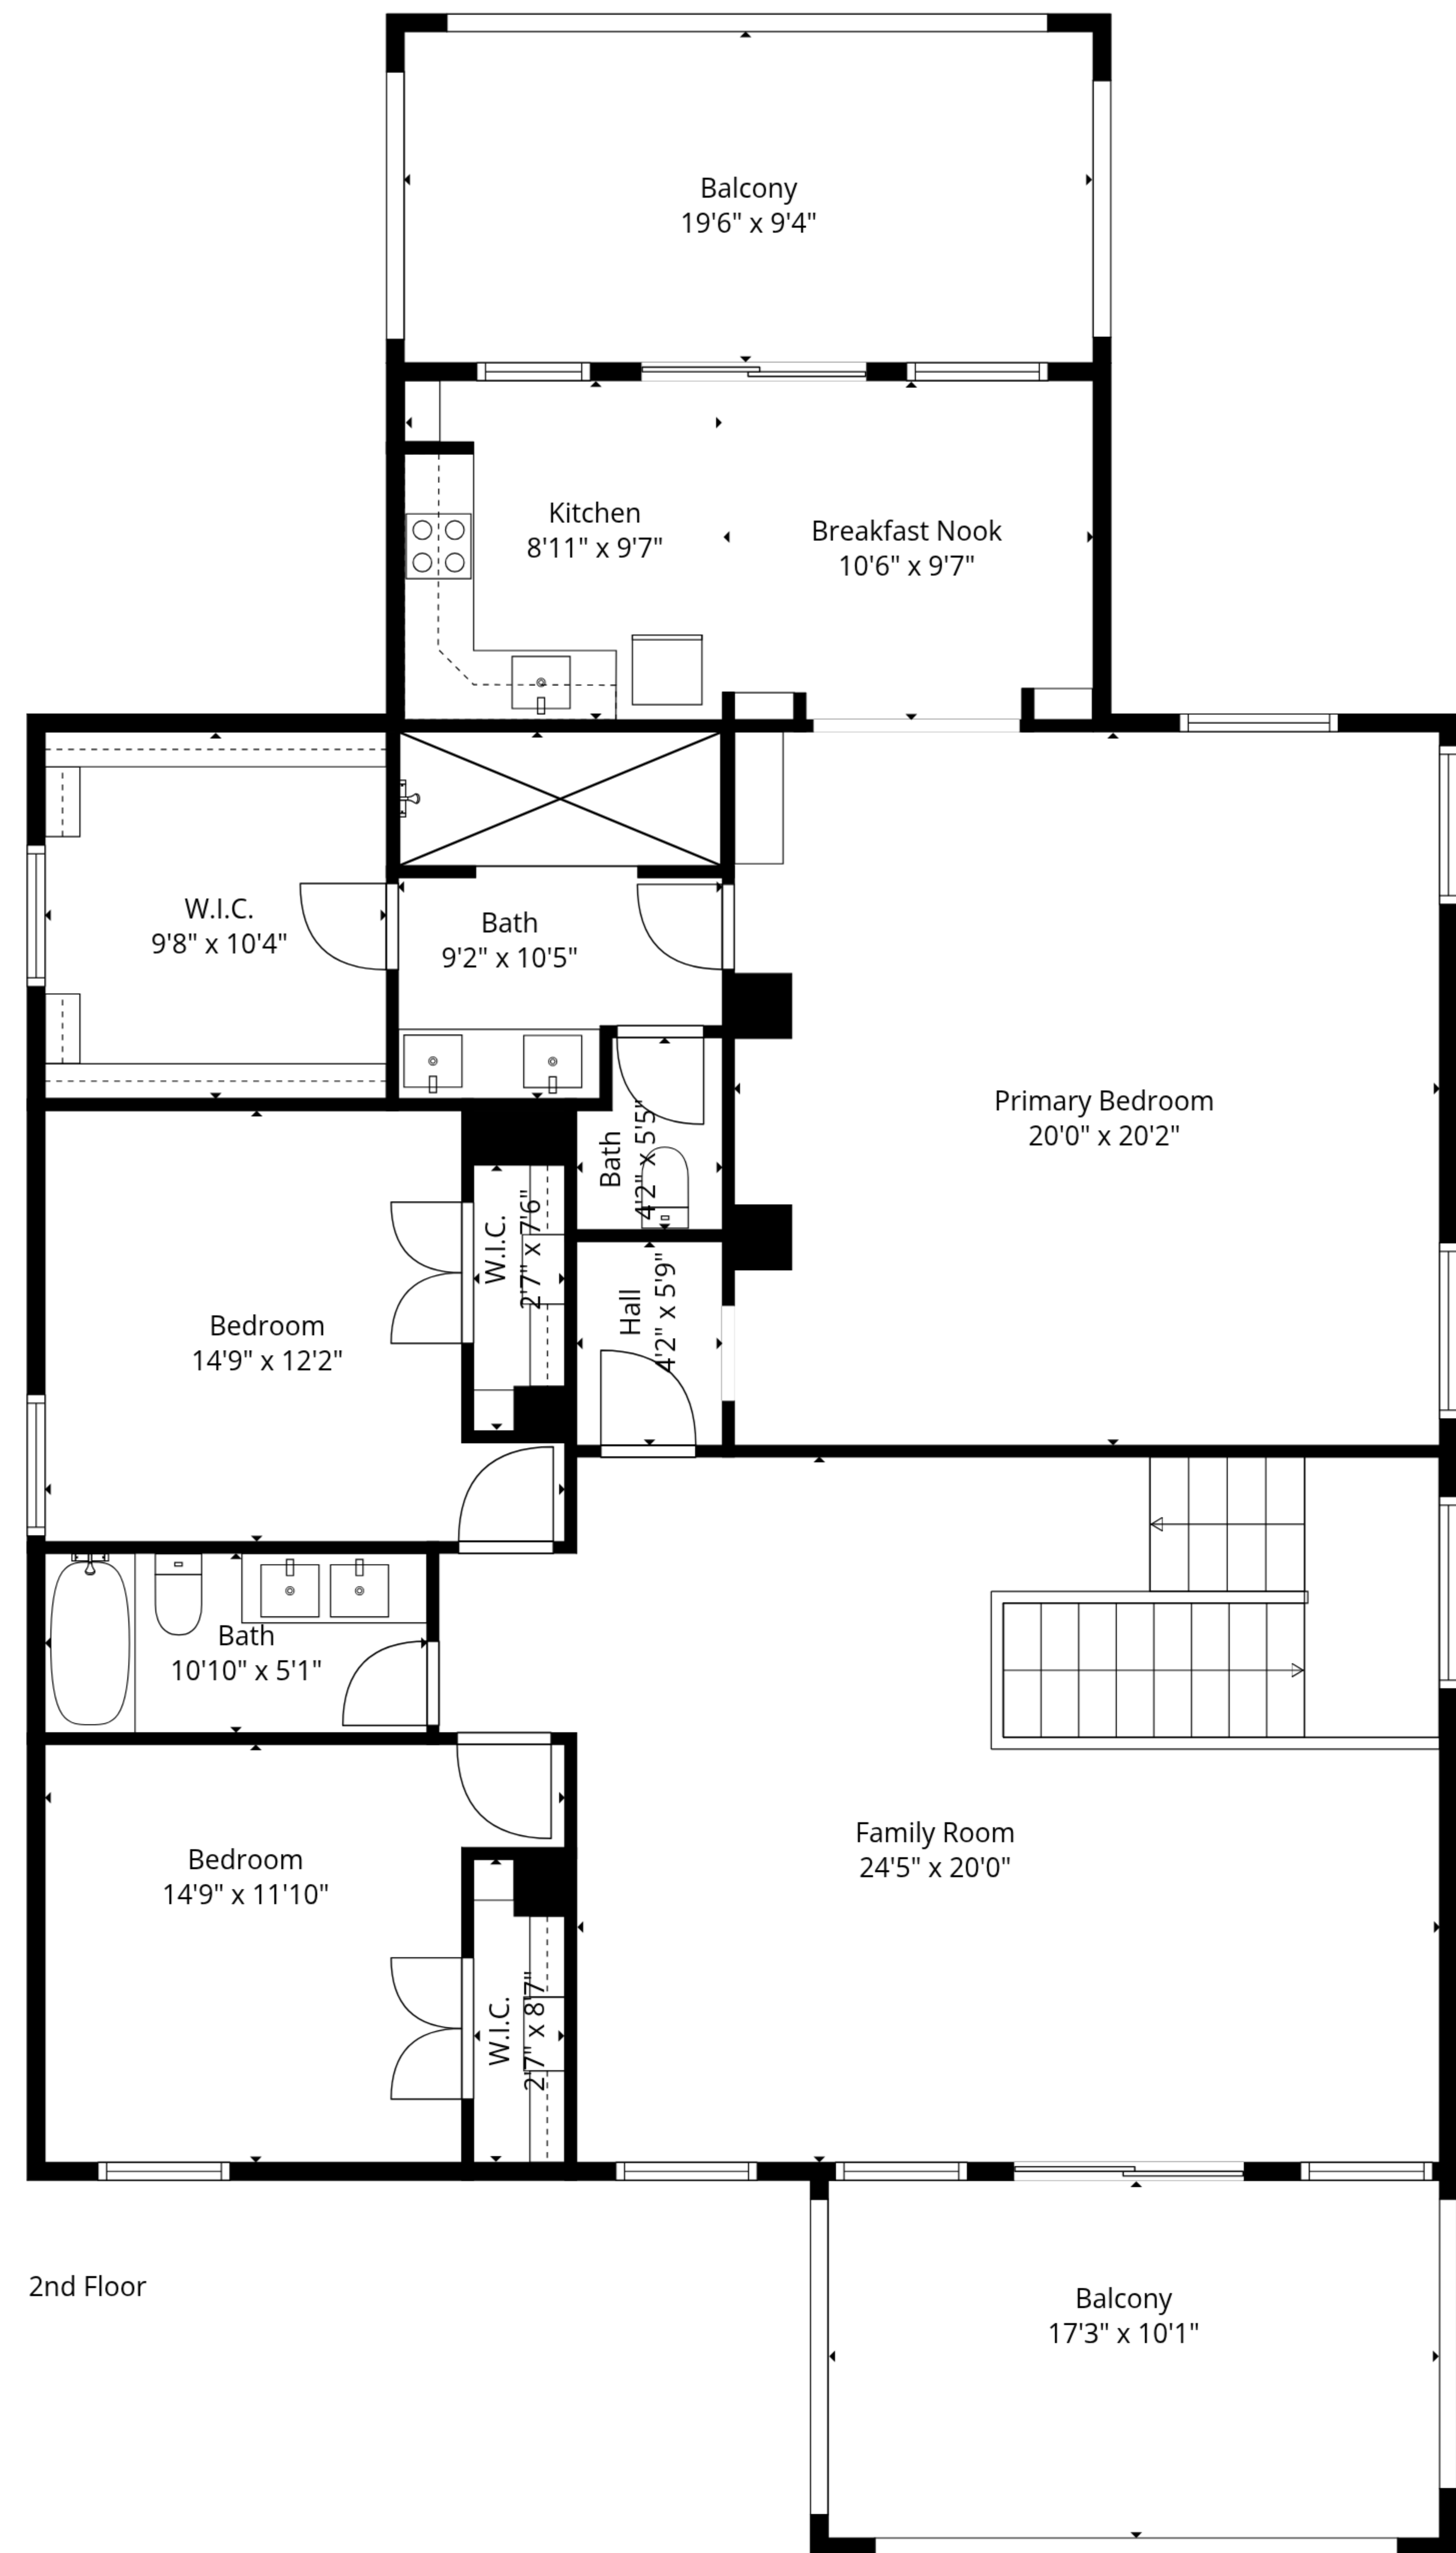 Balcony
19'6" x 9'4"
Kitchen
8'11" x 9'7"
Breakfast Nook
10'6" x 9'7"
W.I.C.
9'8" x 10'4"
Bath
9'2" x 10'5"
Primary Bedroom
20'0" x 20'2"
Bath
4'2" x 5'5"
W.I.C.
2'7" x 7'6"
Hall
4'2" x 5'9"
Bedroom
14'9" x 12'2"
Bath
10'10" x 5'1"
Family Room
24'5" x 20'0"
Bedroom
14'9" x 11'10"
W.I.C.
2'7" x 8'7"
2nd Floor
Balcony
17'3" x 10'1"